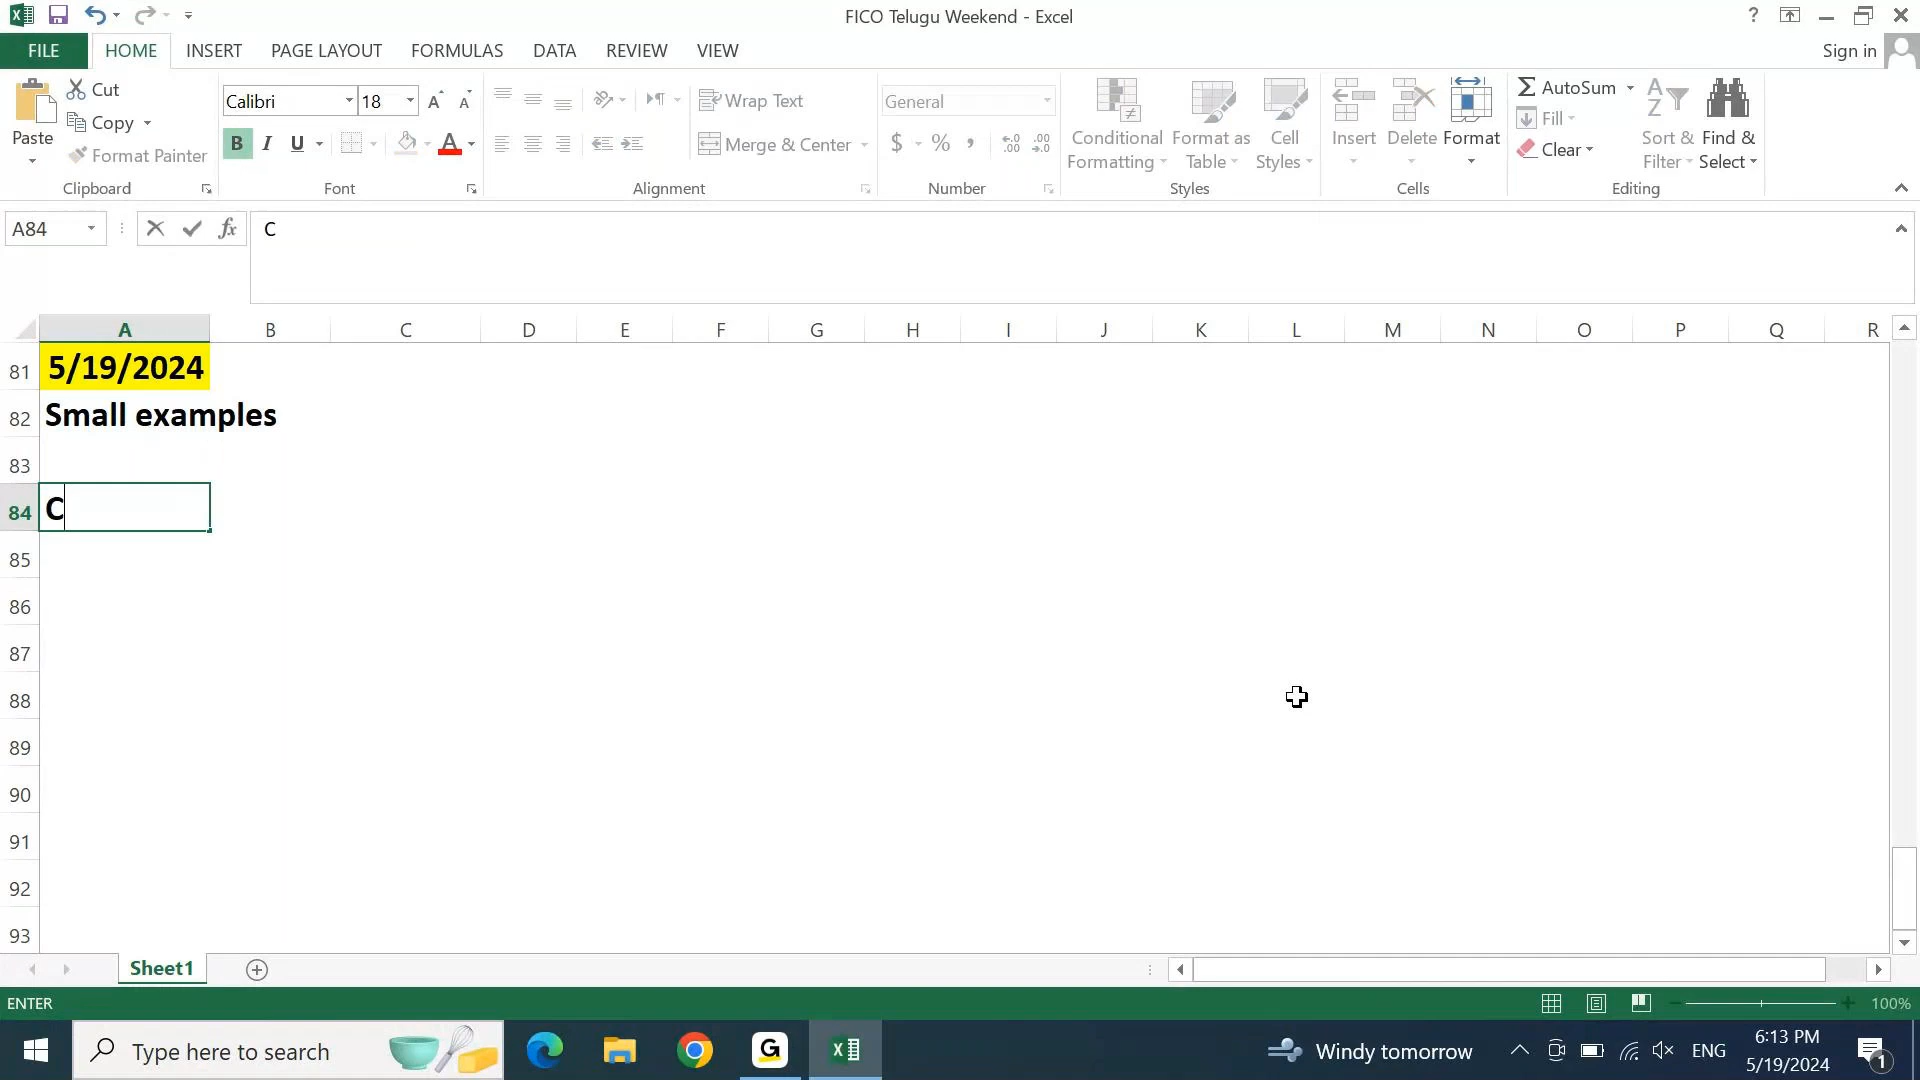 FICO Telugu Weekend - Excel
?
FILE HOME INSERT PAGE LAYOUT FORMULAS DATA REVIEW VIEW Sign in
Paste
Cut
Copy
Format Painter
Clipboard
Calibri 18
B I U A
Font
Wrap Text
Merge & Center
Alignment
General
$ % ,
Number
Conditional Formatting
Format as Table
Cell Styles
Styles
Insert Delete Format
Cells
AutoSum
Fill
Clear
Sort & Filter
Find & Select
Editing
A84 fx C
A B C D E F G H I J K L M N O P Q R
81 5/19/2024
82 Small examples
83
84 C
85
86
87
88
89
90
91
92
93
Sheet1
ENTER 100%
Type here to search Windy tomorrow ENG 6:13 PM
5/19/2024 1